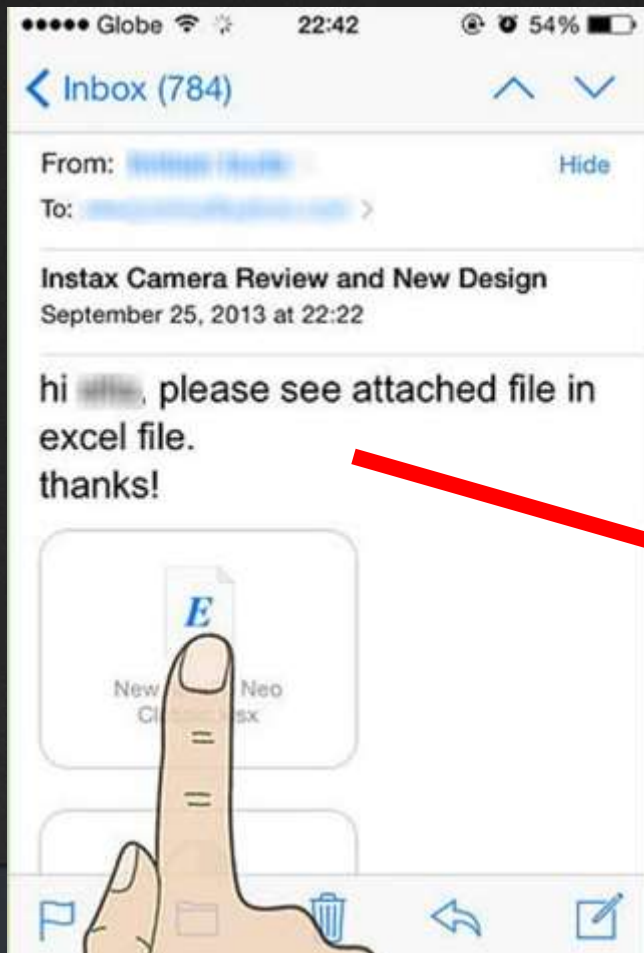 Globe 22:42 54%
Inbox (784)
From: Hide
To:
Instax Camera Review and New Design
September 25, 2013 at 22:22
hi , please see attached file in
excel file.
thanks!
E
New Neo
sx